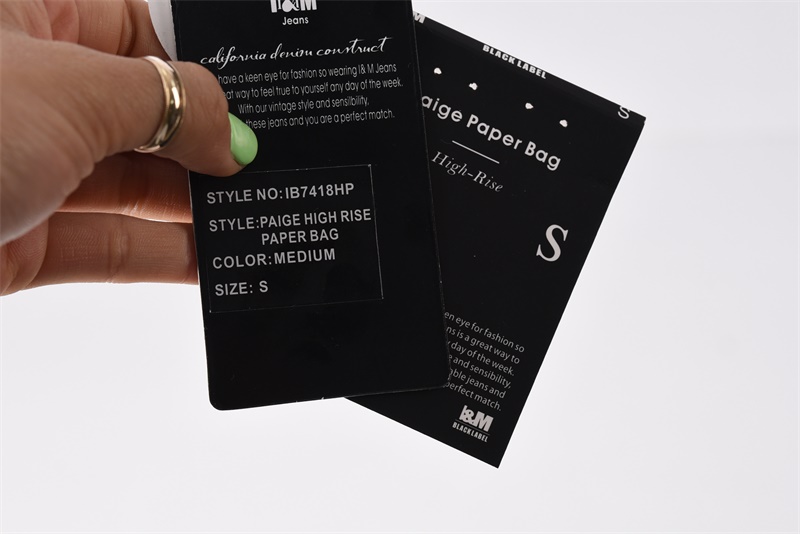 I&M
Jeans
california denim construct
have a keen eye for fashion so wearing I& M Jeans
at way to feel true to yourself any day of the week.
With our vintage style and sensilbility,
these jeans and you are a perfect match.
STYLE NO:IB7418HP
STYLE:PAIGE HIGH RISE
PAPER BAG
COLOR:MEDIUM
SIZE: S
BLACK LABEL
S
aige Paper Bag
High-Rise
S
en eye for fashion so
ns is a great way to
day of the week.
and sensibility,
ble jeans and
perfect match.
I&M
BLACK LABEL